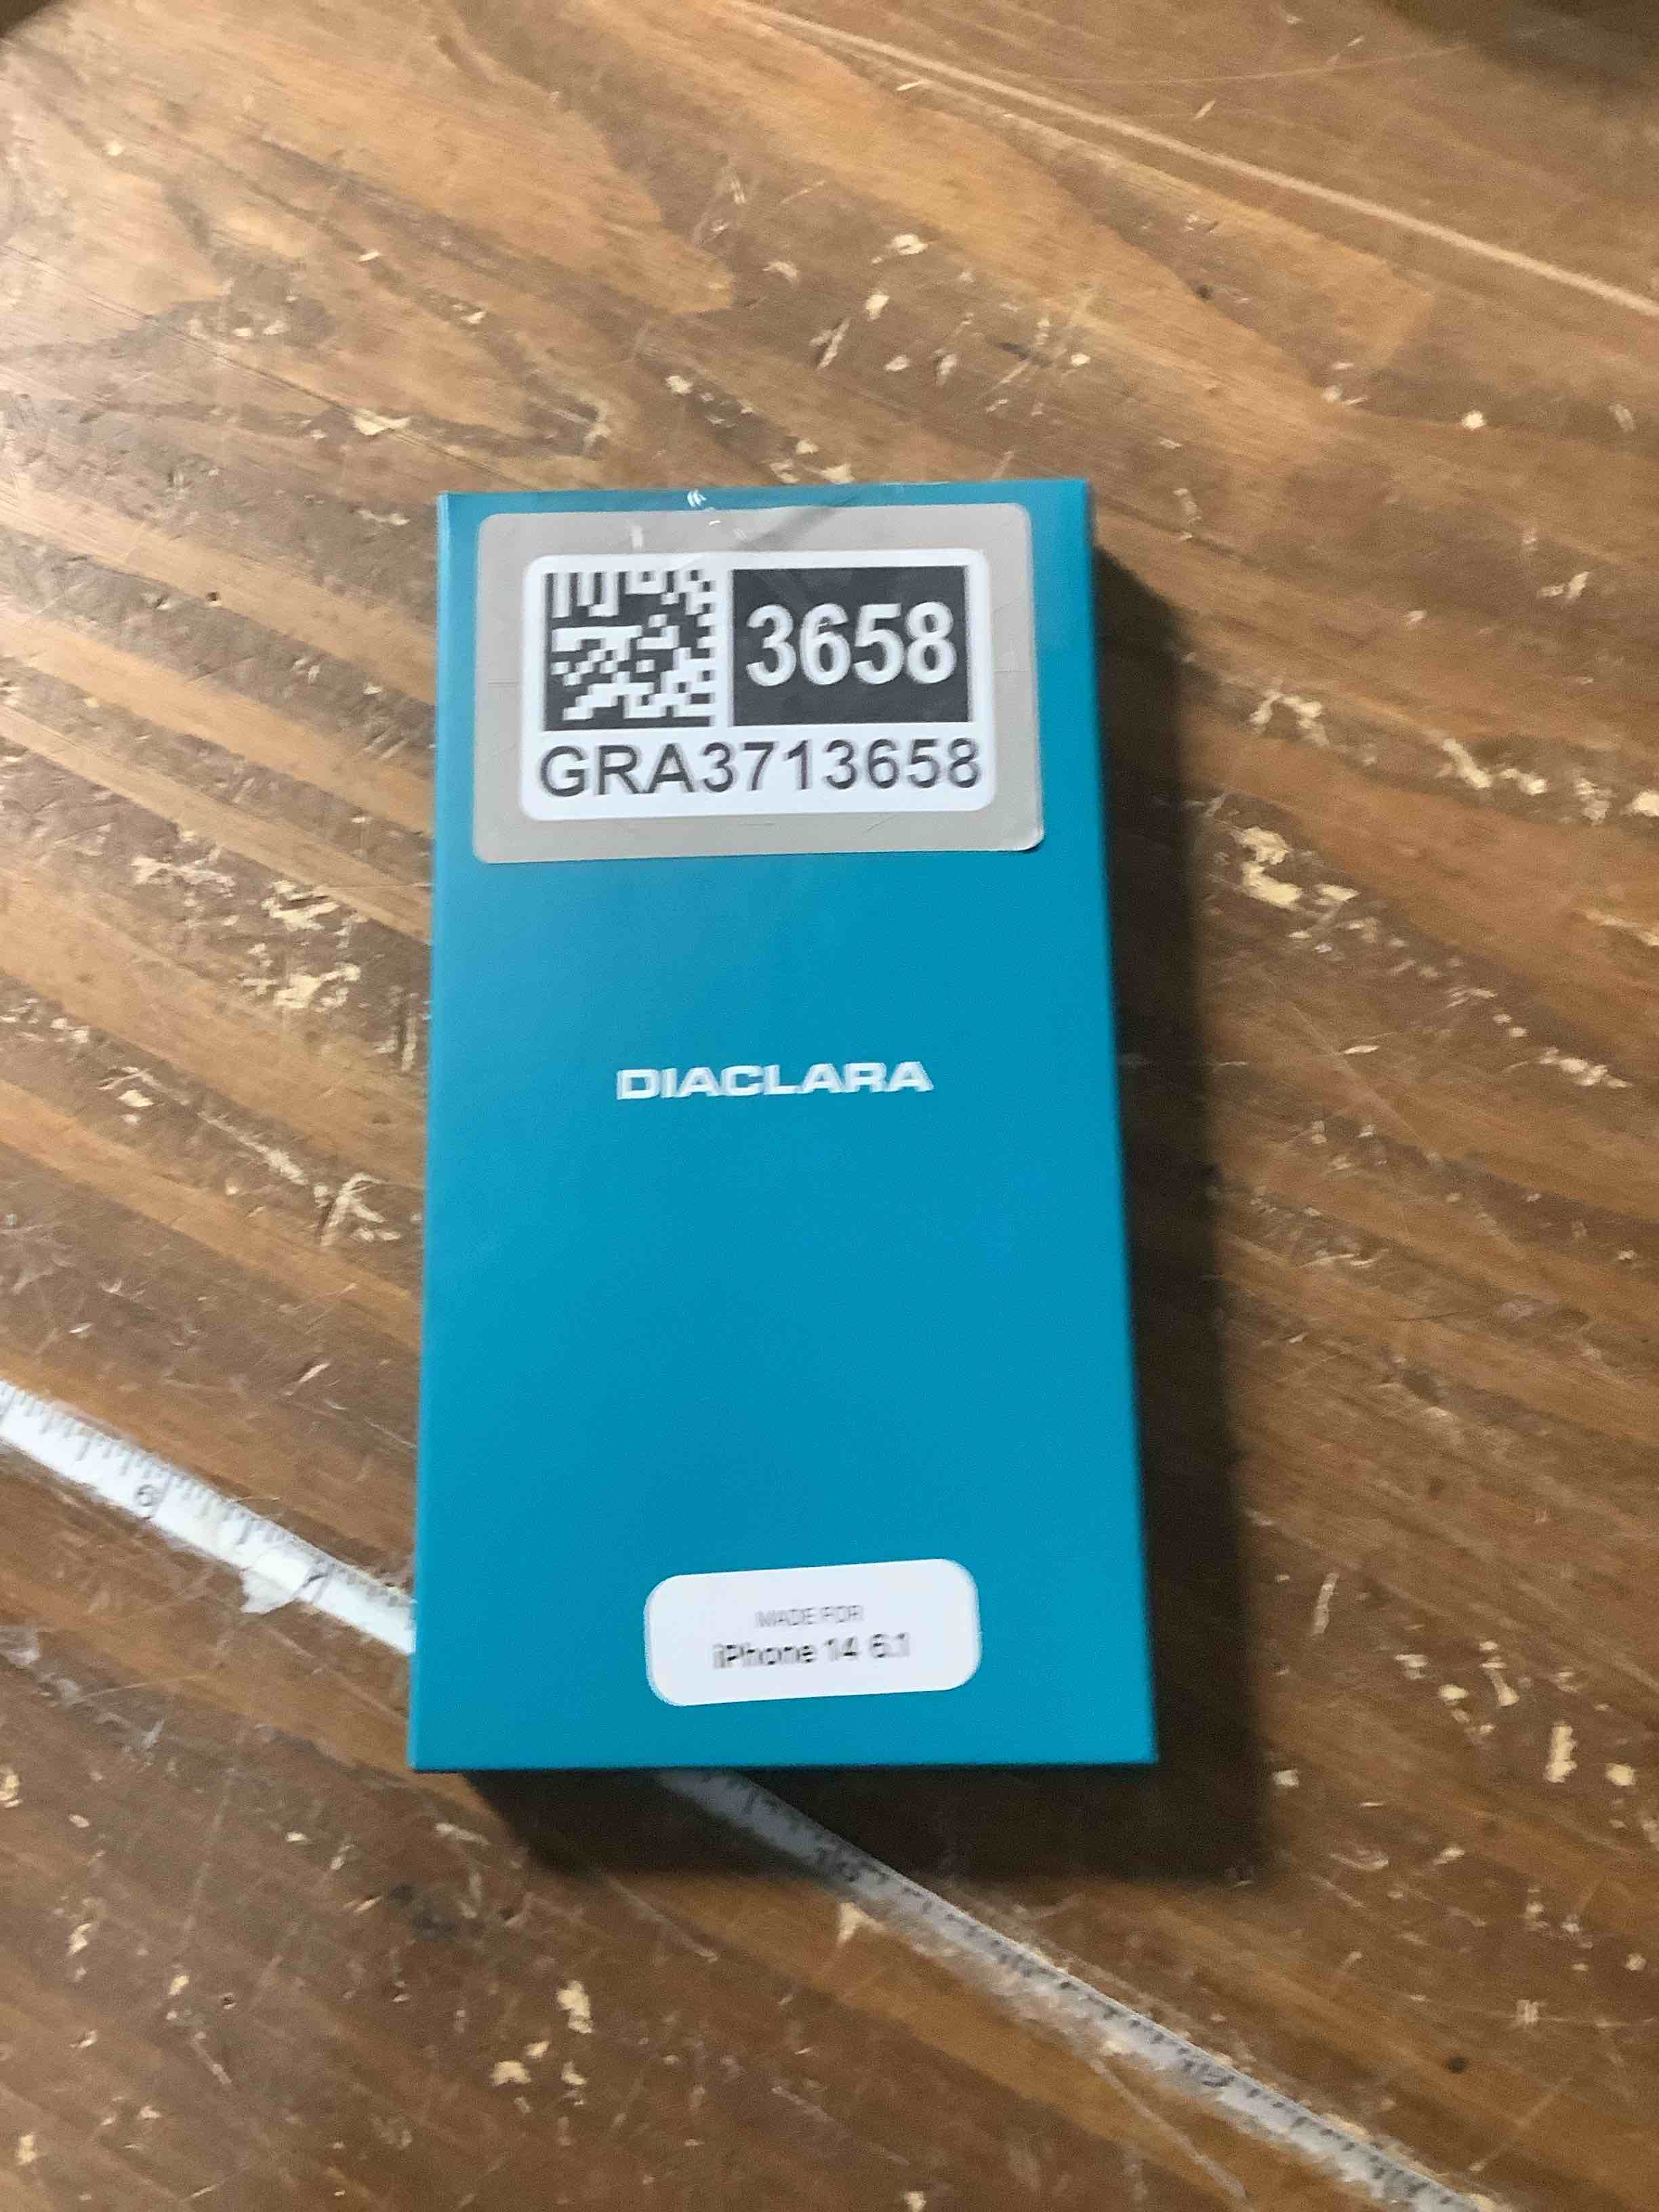 3658
GRA3713658
DIACLARA
MADE FOR
iPhone 14 6.1